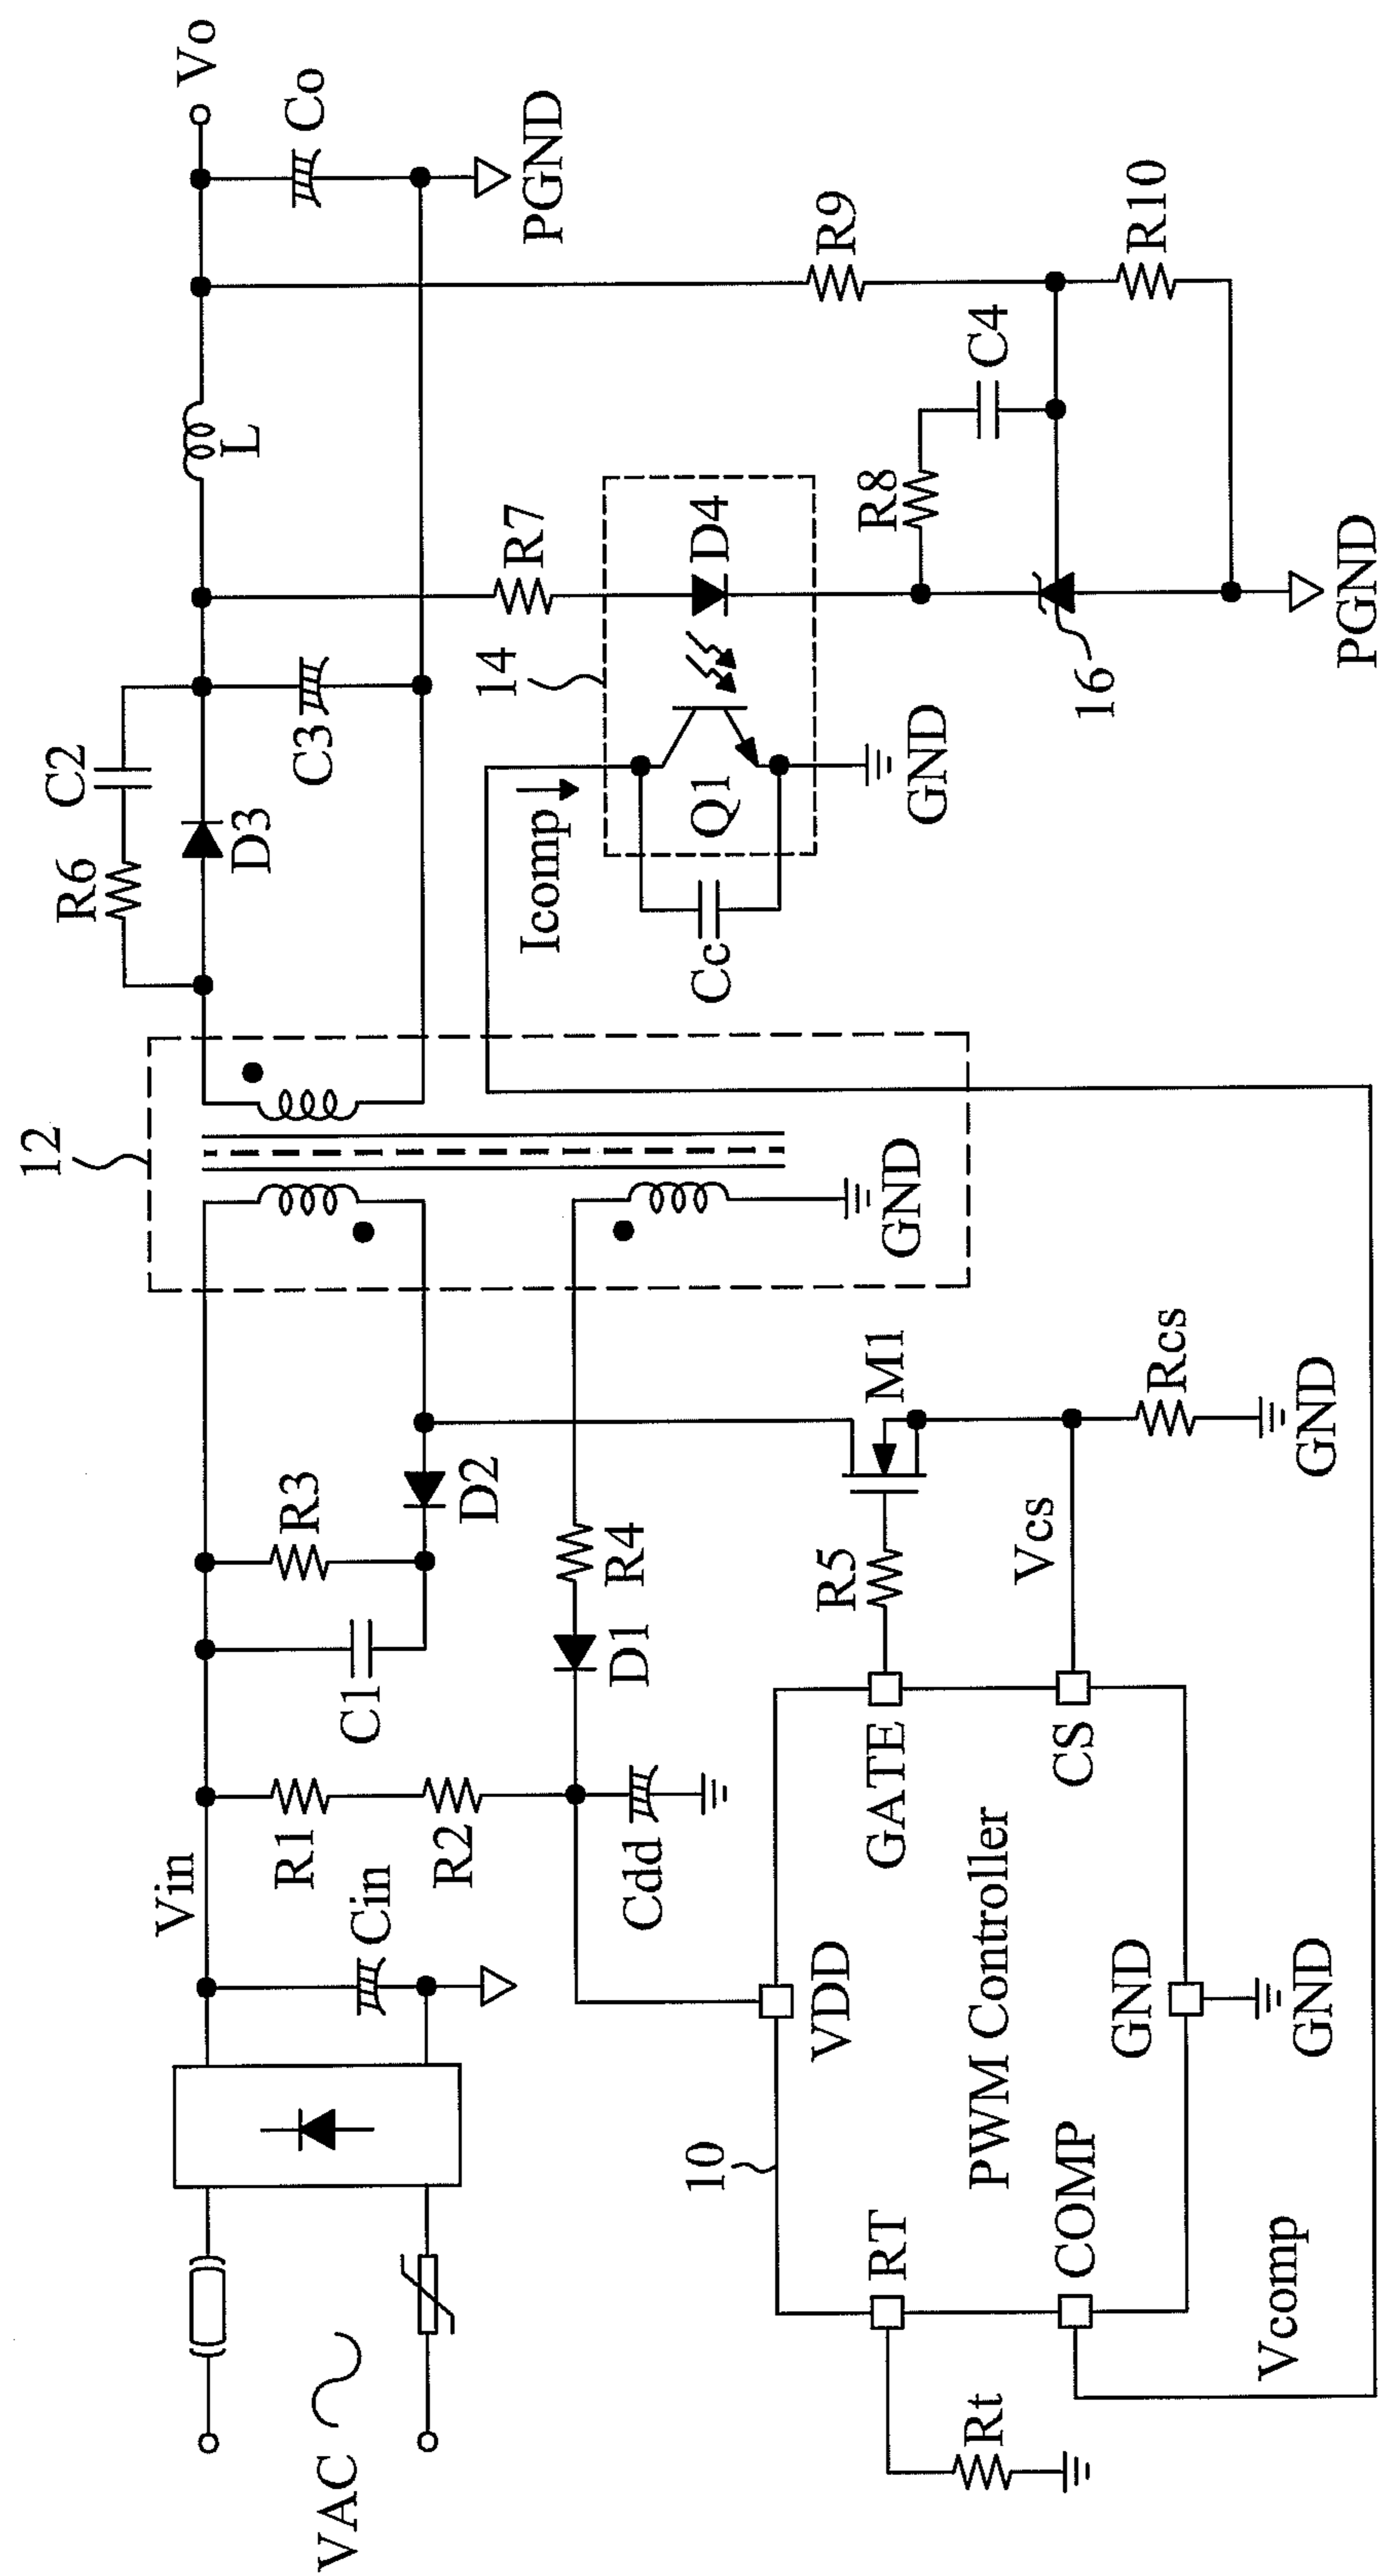 VAC
Vin
Cin
R1
R2
Cdd
C1
R3
D2
D1
R4
12
GND
R6
C2
D3
C3
L
Vo
Co
PGND
R7
14
Icomp
Cc
Q1
D4
GND
R8
C4
R9
R10
16
PGND
10
VDD
RT
GATE
PWM Controller
COMP
CS
GND
GND
Rt
R5
M1
Vcs
Rcs
GND
Vcomp